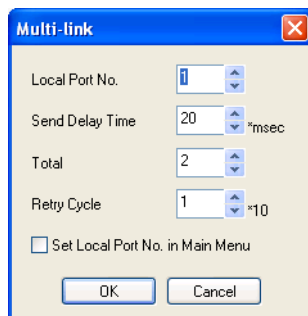 Multi-link
Local Port No. 1
Send Delay Time 20 *msec
Total 2
Retry Cycle 1 *10
Set Local Port No. in Main Menu
OK Cancel